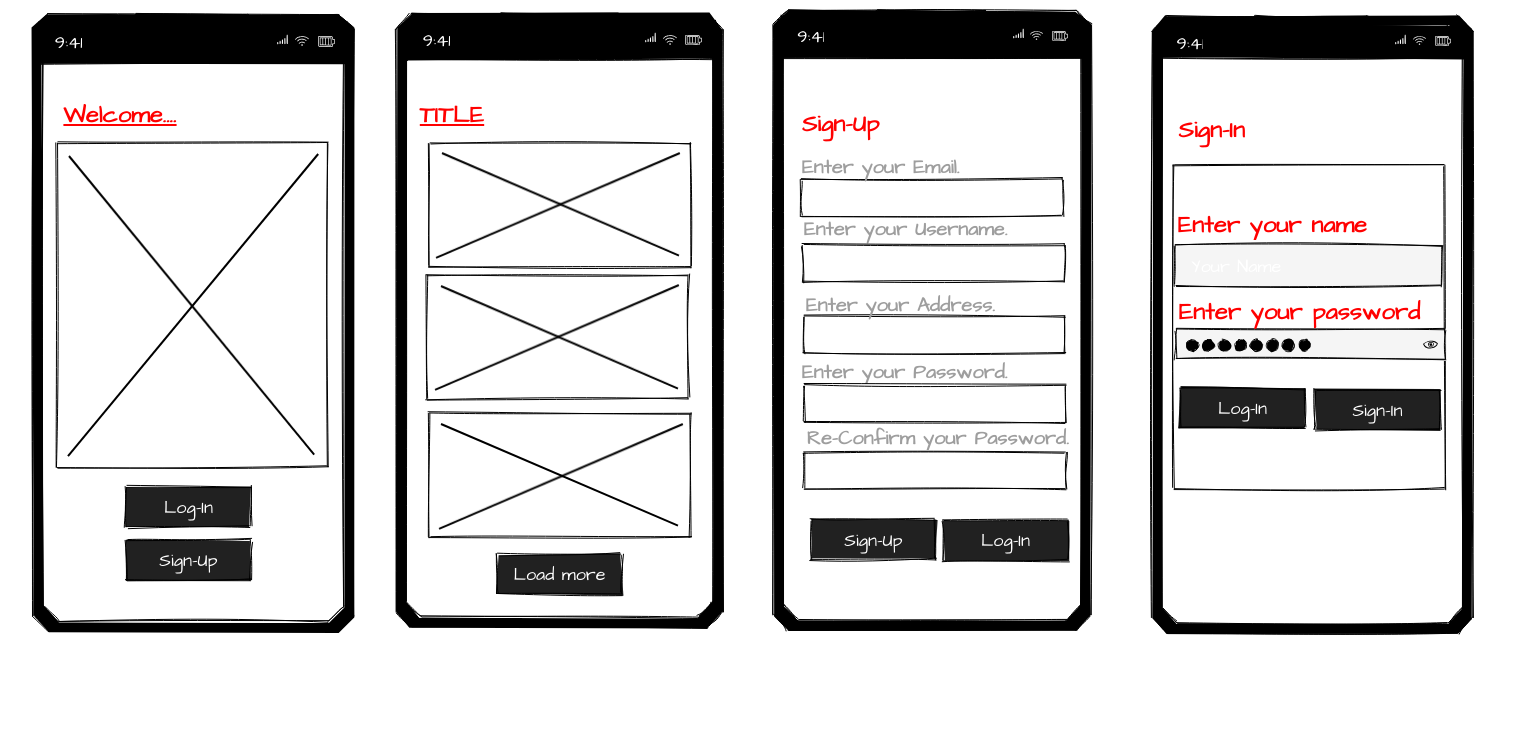 9:41
Welcome....
Log-In
Sign-Up
9:41
TITLE
Load more
9:41
Sign-Up
Enter your Email.
Enter your Username.
Enter your Address.
Enter your Password.
Re-Confirm your Password.
Sign-Up Log-In
9:41
Sign-In
Enter your name
Your Name
Enter your password
Log-In Sign-In